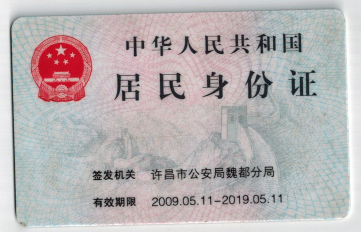 中华人民共和国
居民身份证
签发机关 许昌市公安局魏都分局
有效期限 2009.05.11-2019.05.11